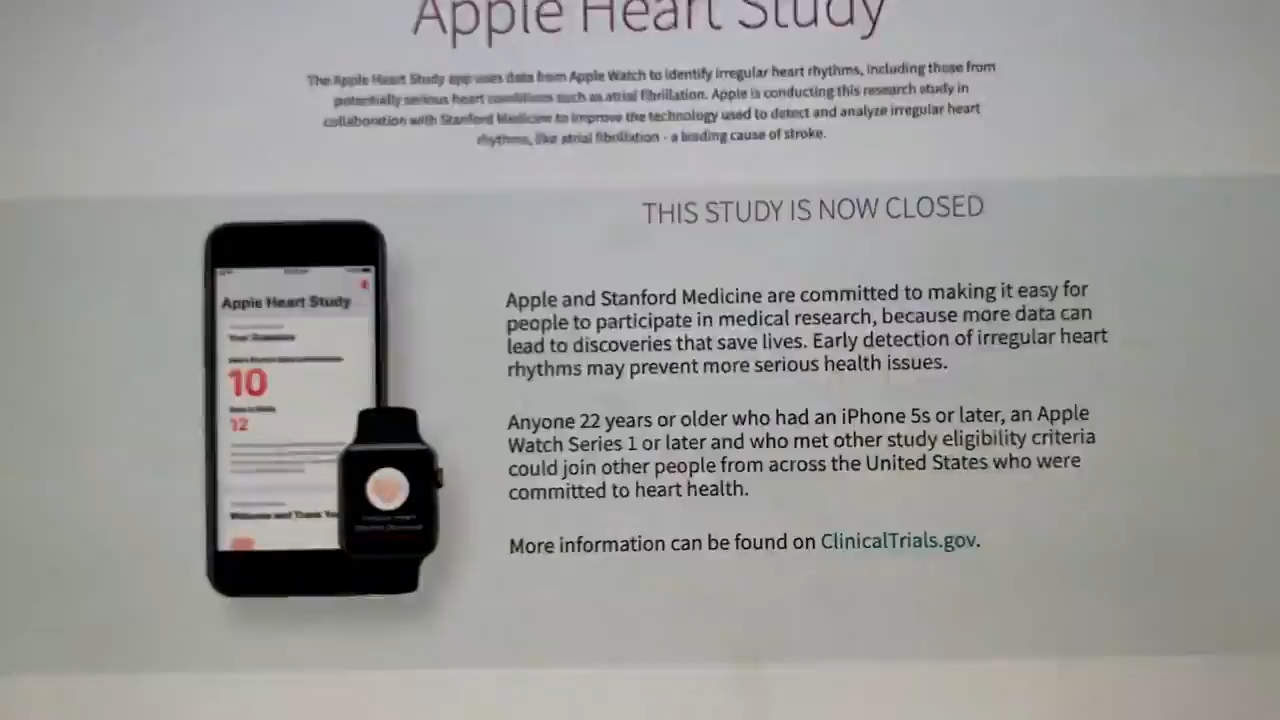 Apple Heart Study
The Apple Heart Study app uses data from Apple Watch to identify irregular heart rhythms, including those from
potentially serious heart conditions such as atrial fibrillation. Apple is conducting this research study in
collaboration with Stanford Medicine to improve the technology used to detect and analyze irregular heart
rhythms, like atrial fibrillation - a leading cause of stroke.
THIS STUDY IS NOW CLOSED
Apple and Stanford Medicine are committed to making it easy for
people to participate in medical research, because more data can
lead to discoveries that save lives. Early detection of irregular heart
rhythms may prevent more serious health issues.
Anyone 22 years or older who had an iPhone 5s or later, an Apple
Watch Series 1 or later and who met other study eligibility criteria
could join other people from across the United States who were
committed to heart health.
More information can be found on ClinicalTrials.gov.
Apple Heart Study
10
12
Welcome and Thank You